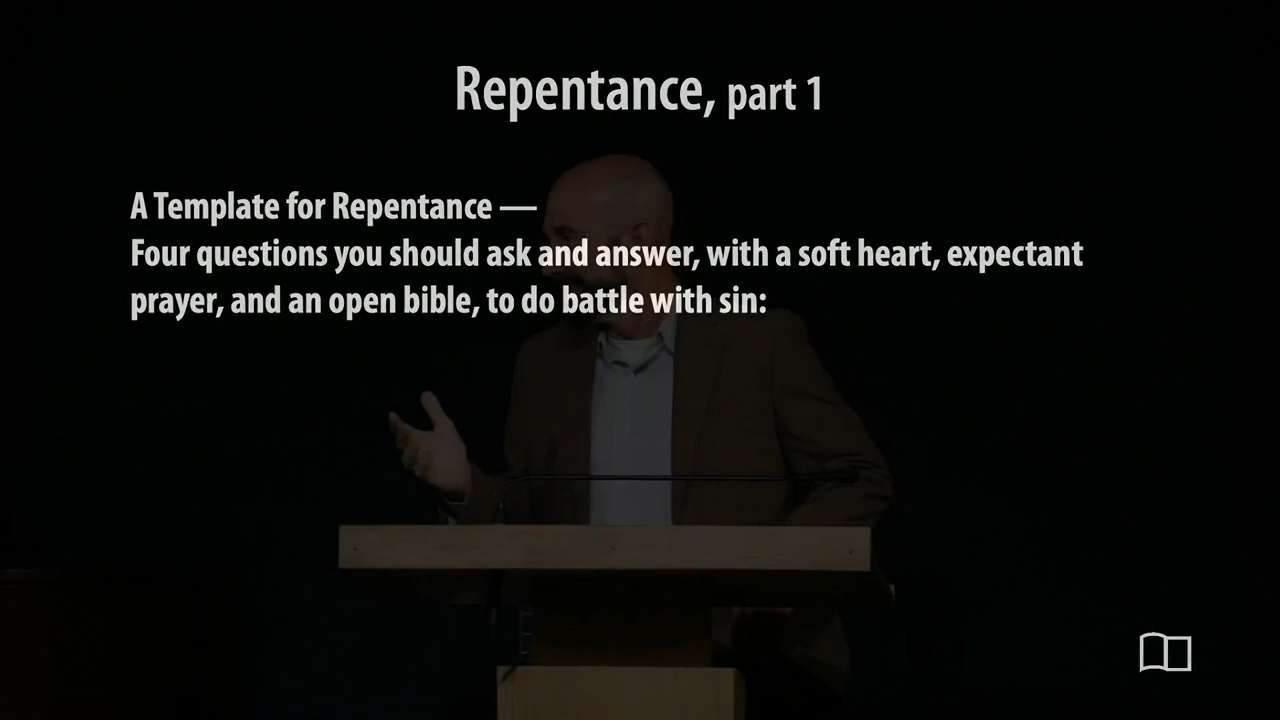 Repentance, part 1
A Template for Repentance —
Four questions you should ask and answer, with a soft heart, expectant
prayer, and an open bible, to do battle with sin: